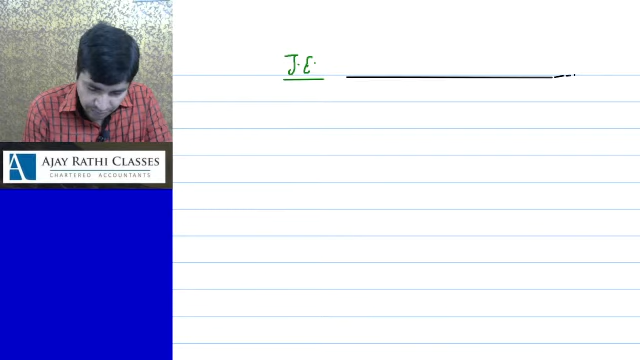 J.E.
A
AJAY RATHI CLASSES
CHARTERED ACCOUNTANTS